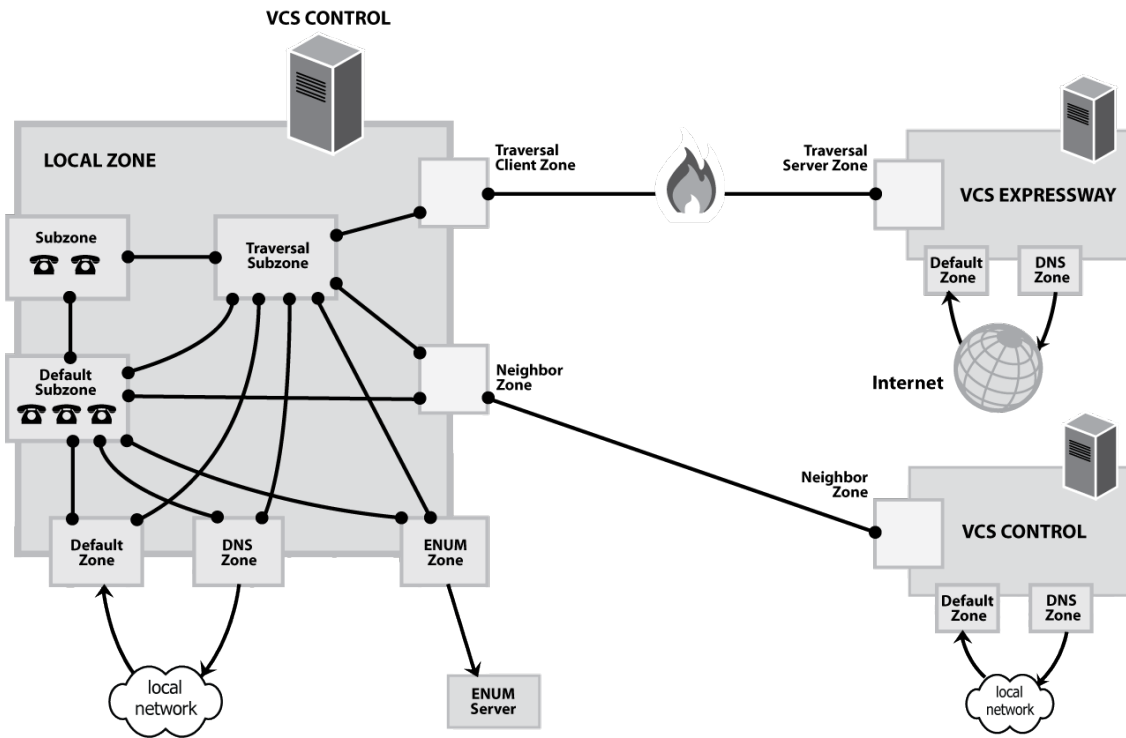 VCS CONTROL
LOCAL ZONE
Traversal
Client Zone
Traversal
Server Zone
VCS EXPRESSWAY
Subzone
Traversal
Subzone
Default
Zone
DNS
Zone
Internet
Default
Subzone
Neighbor
Zone
Neighbor
Zone
VCS CONTROL
Default
Zone
DNS
Zone
ENUM
Zone
Default
Zone
DNS
Zone
local
network
ENUM
Server
local
network